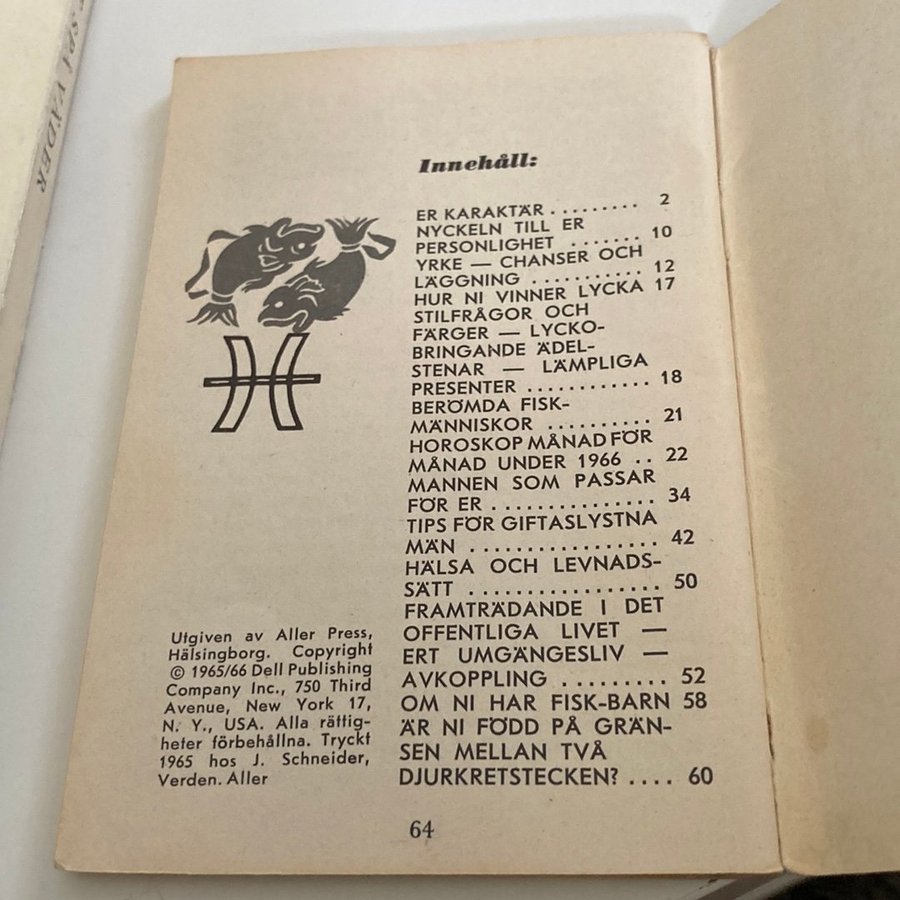 SPÅ VÄDER
Innehåll:
ER KARAKTÄR ......... 2
NYCKELN TILL ER
PERSONLIGHET ....... 10
YRKE — CHANSER OCH
LÄGGNING ........... 12
HUR NI VINNER LYCKA 17
STILFRÅGOR OCH
FÄRGER — LYCKO-
BRINGANDE ÄDEL-
STENAR — LÄMPLIGA
PRESENTER ............ 18
BERÖMDA FISK-
MÄNNISKOR .......... 21
HOROSKOP MÅNAD FÖR
MÅNAD UNDER 1966 .. 22
MANNEN SOM PASSAR
FÖR ER ............... 34
TIPS FÖR GIFTASLYSTNA
MÄN ................. 42
HÄLSA OCH LEVNADS-
SÄTT ................. 50
FRAMTRÄDANDE I DET
OFFENTLIGA LIVET —
ERT UMGÄNGESLIV —
AVKOPPLING ......... 52
OM NI HAR FISK-BARN 58
ÄR NI FÖDD PÅ GRÄN-
SEN MELLAN TVÅ
DJURKRETSTECKEN? .... 60
Utgiven av Aller Press,
Hälsingborg. Copyright
© 1965/66 Dell Publishing
Company Inc., 750 Third
Avenue, New York 17,
N. Y., USA. Alla rättig-
heter förbehållna. Tryckt
1965 hos J. Schneider,
Verden. Aller
64